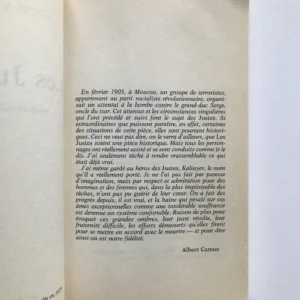 En février 1905, à Moscou, un groupe de terroristes,
appartenant au parti socialiste révolutionnaire, organi-
sait un attentat à la bombe contre le grand-duc Serge,
oncle du tsar. Cet attentat et les circonstances singulières
qui l'ont précédé et suivi font le sujet des Justes. Si
extraordinaires que puissent paraître, en effet, certaines
des situations de cette pièce, elles sont pourtant histori-
ques. Ceci ne veut pas dire, on le verra d'ailleurs, que Les
Justes soient une pièce historique. Mais tous les person-
nages ont réellement existé et se sont conduits comme je le
dis. J'ai seulement tâché à rendre vraisemblable ce qui
était déjà vrai.
J'ai même gardé au héros des Justes, Kaliayev, le nom
qu'il a réellement porté. Je ne l'ai pas fait par paresse
d'imagination, mais par respect et admiration pour des
hommes et des femmes qui, dans la plus impitoyable des
tâches, n'ont pas pu guérir de leur cœur. On a fait des
progrès depuis, il est vrai, et la haine qui pesait sur ces
âmes exceptionnelles comme une intolérable souffrance
est devenue un système confortable. Raison de plus pour
évoquer ces grandes ombres, leur juste révolte, leur
fraternité difficile, les efforts démesurés qu'elles firent
pour se mettre en accord avec le meurtre — et pour dire
ainsi où est notre fidélité.
Albert Camus